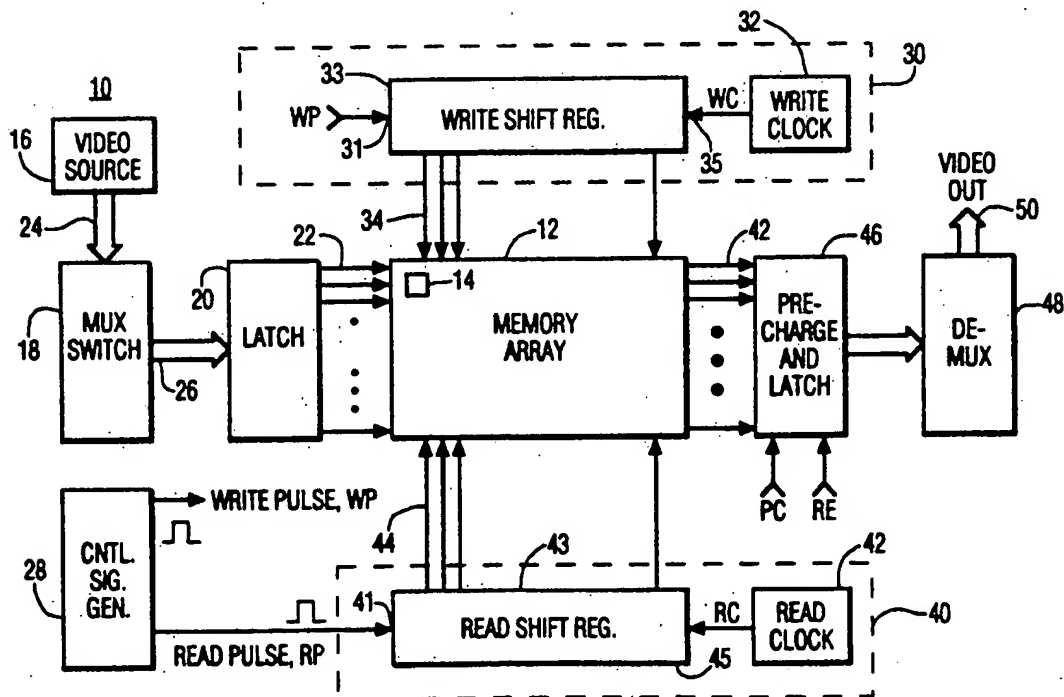 10
16
VIDEO
SOURCE
24
18
MUX
SWITCH
26
20
LATCH
22
30
32
33
WP
31
WRITE SHIFT REG.
WC
35
WRITE
CLOCK
34
12
14
MEMORY
ARRAY
42
46
PRE-
CHARGE
AND
LATCH
PC
RE
VIDEO
OUT
50
48
DE-
MUX
28
CNTL.
SIG.
GEN.
WRITE PULSE, WP
READ PULSE, RP
44
43
41
READ SHIFT REG.
45
RC
42
READ
CLOCK
40